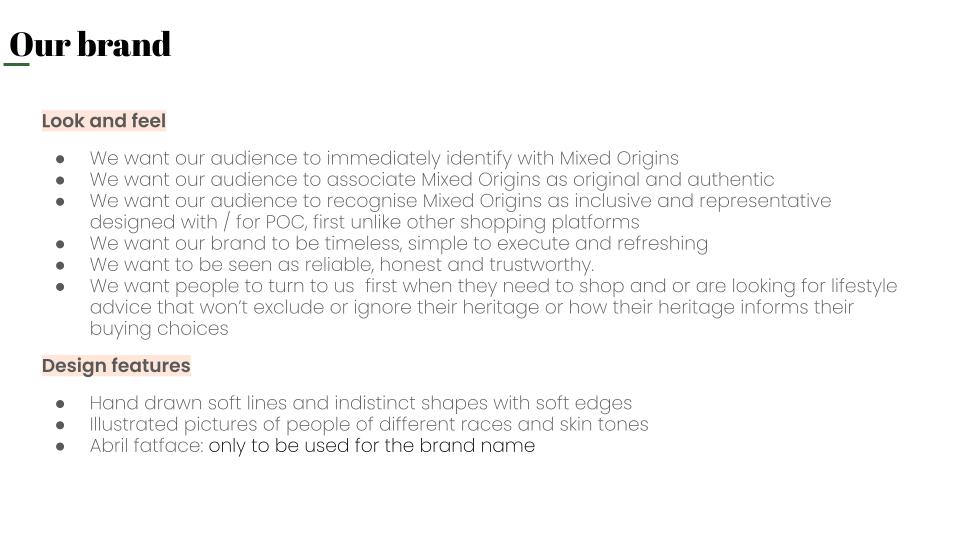 Our brand
Look and feel
● We want our audience to immediately identify with Mixed Origins
● We want our audience to associate Mixed Origins as original and authentic
● We want our audience to recognise Mixed Origins as inclusive and representative
designed with / for POC, first unlike other shopping platforms
● We want our brand to be timeless, simple to execute and refreshing
● We want to be seen as reliable, honest and trustworthy.
● We want people to turn to us  first when they need to shop and or are looking for lifestyle
advice that won’t exclude or ignore their heritage or how their heritage informs their
buying choices
Design features
● Hand drawn soft lines and indistinct shapes with soft edges
● Illustrated pictures of people of different races and skin tones
● Abril fatface: only to be used for the brand name